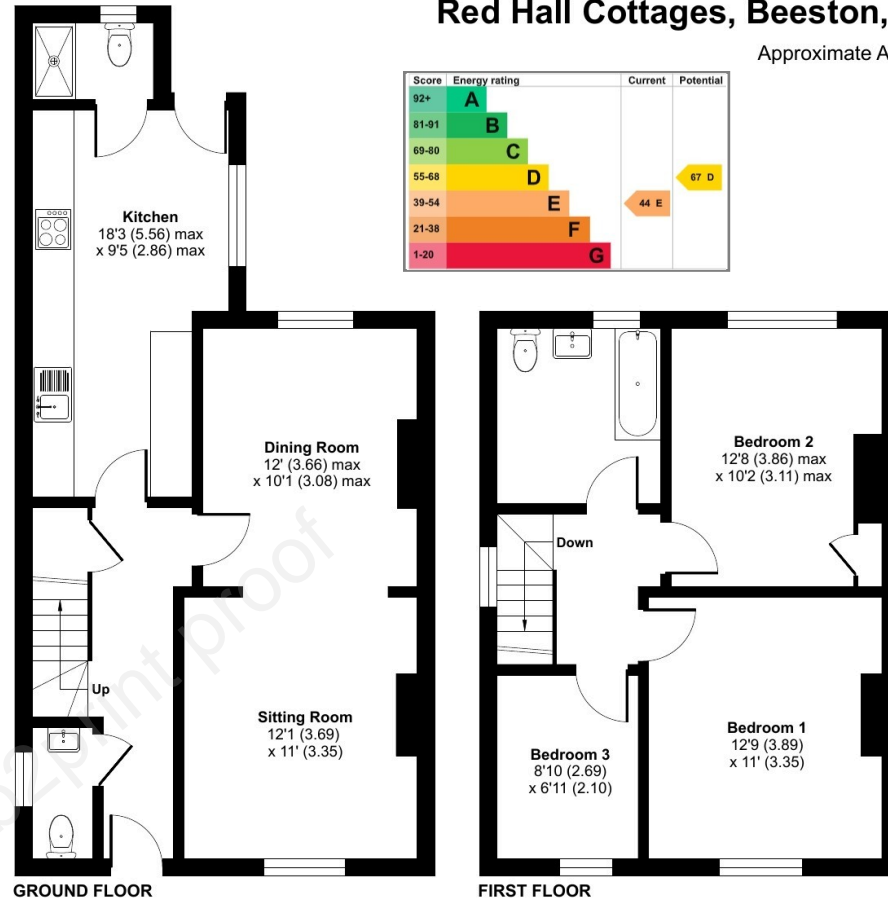 Red Hall Cottages, Beeston,
Approximate A
Score Energy rating Current Potential
92+ A
81-91 B
69-80 C
55-68 D 67 D
39-54 E 44 E
21-38 F
1-20 G
Kitchen
18'3 (5.56) max
x 9'5 (2.86) max
Dining Room
12' (3.66) max
x 10'1 (3.08) max
Up
Sitting Room
12'1 (3.69)
x 11' (3.35)
GROUND FLOOR
Bedroom 2
12'8 (3.86) max
x 10'2 (3.11) max
Down
Bedroom 1
12'9 (3.89)
x 11' (3.35)
Bedroom 3
8'10 (2.69)
x 6'11 (2.10)
FIRST FLOOR
b2print proof